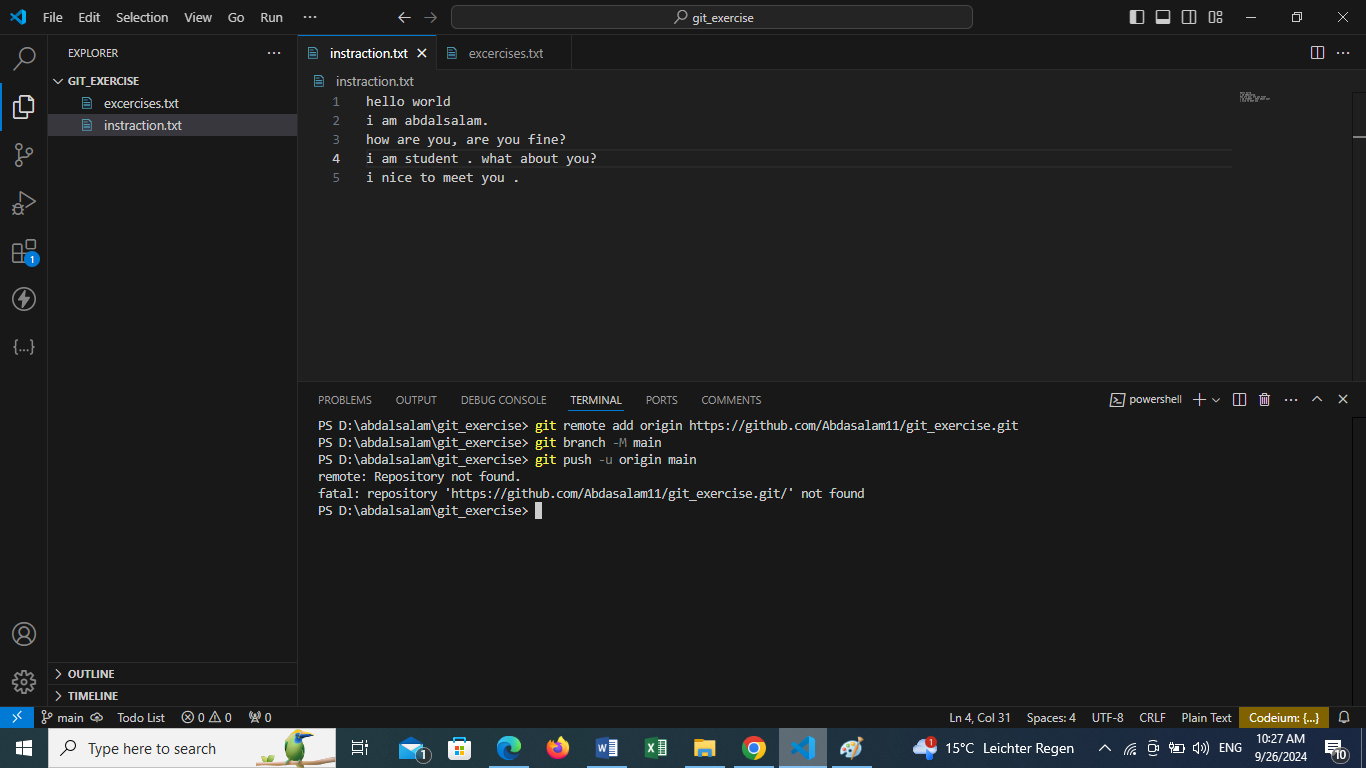 File Edit Selection View Go Run ··· git_exercise
EXPLORER ···
GIT_EXERCISE
excercises.txt
instraction.txt
instraction.txt excercises.txt ···
instraction.txt
1 hello world
2 i am abdalsalam.
3 how are you, are you fine?
4 i am student . what about you?
5 i nice to meet you .
1
{...}
PROBLEMS OUTPUT DEBUG CONSOLE TERMINAL PORTS COMMENTS powershell ···
PS D:\abdalsalam\git_exercise> git remote add origin https://github.com/Abdasalam11/git_exercise.git
PS D:\abdalsalam\git_exercise> git branch -M main
PS D:\abdalsalam\git_exercise> git push -u origin main
remote: Repository not found.
fatal: repository 'https://github.com/Abdasalam11/git_exercise.git/' not found
PS D:\abdalsalam\git_exercise>
OUTLINE
TIMELINE
main Todo List 0 0 0 Ln 4, Col 31 Spaces: 4 UTF-8 CRLF Plain Text Codeium: {...}
Type here to search 1 1 15°C Leichter Regen ENG 10:27 AM
9/26/2024 10